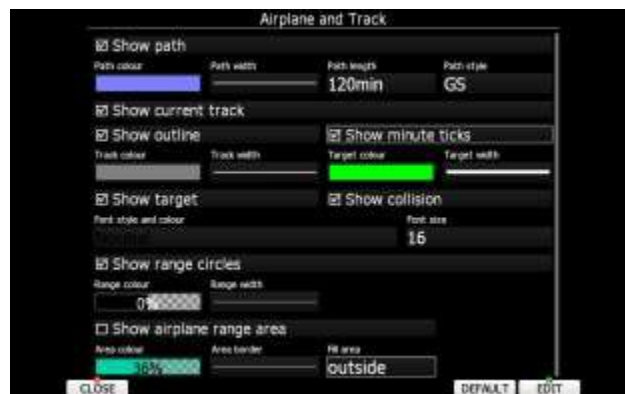 Airplane and Track
Show path
Path colour Path width Path length Path style
120min GS
Show current track
Show outline Show minute ticks
Track colour Track width Target colour Target width
Show target Show collision
Font style and colour Font size
Normal 16
Show range circles
Range colour Range width
0%
Show airplane range area
Area colour Area border Fill area
36% outside
CLOSE DEFAULT EDIT